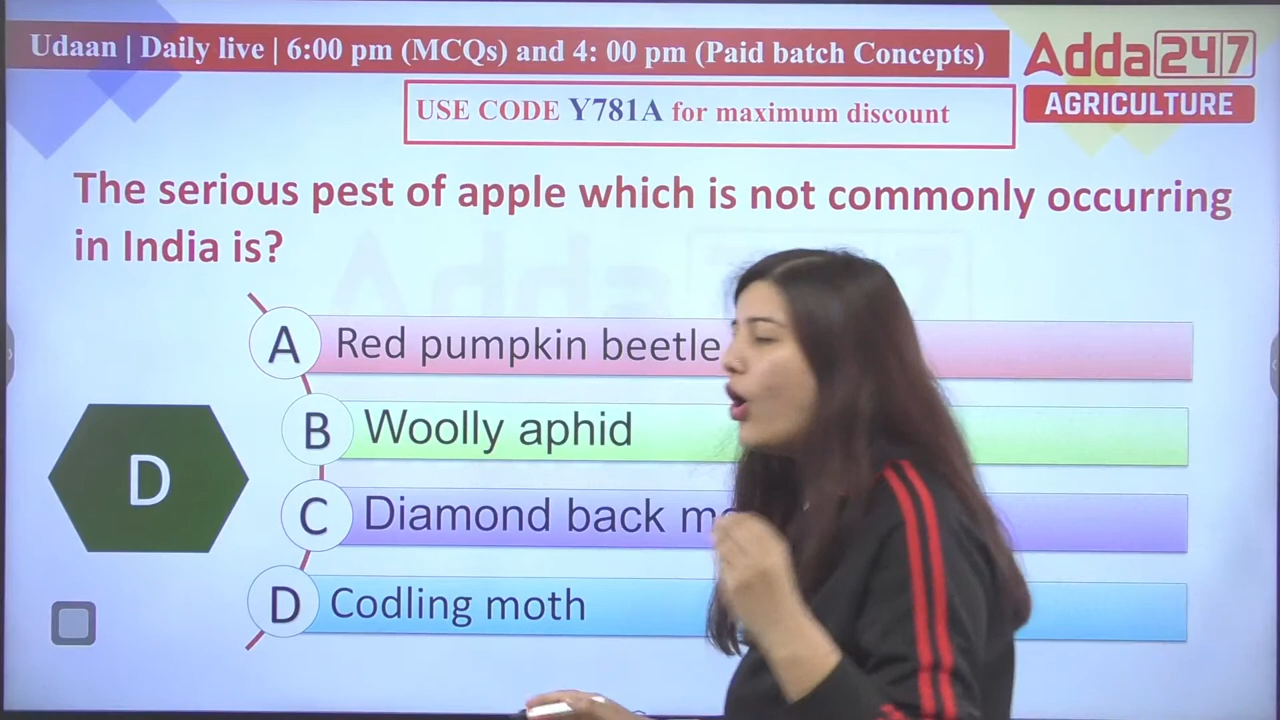 Udaan | Daily live | 6:00 pm (MCQs) and 4: 00 pm (Paid batch Concepts)
Adda 247
AGRICULTURE
USE CODE Y781A for maximum discount
The serious pest of apple which is not commonly occurring
in India is?
A Red pumpkin beetle
B Woolly aphid
C Diamond back
D Codling moth
D